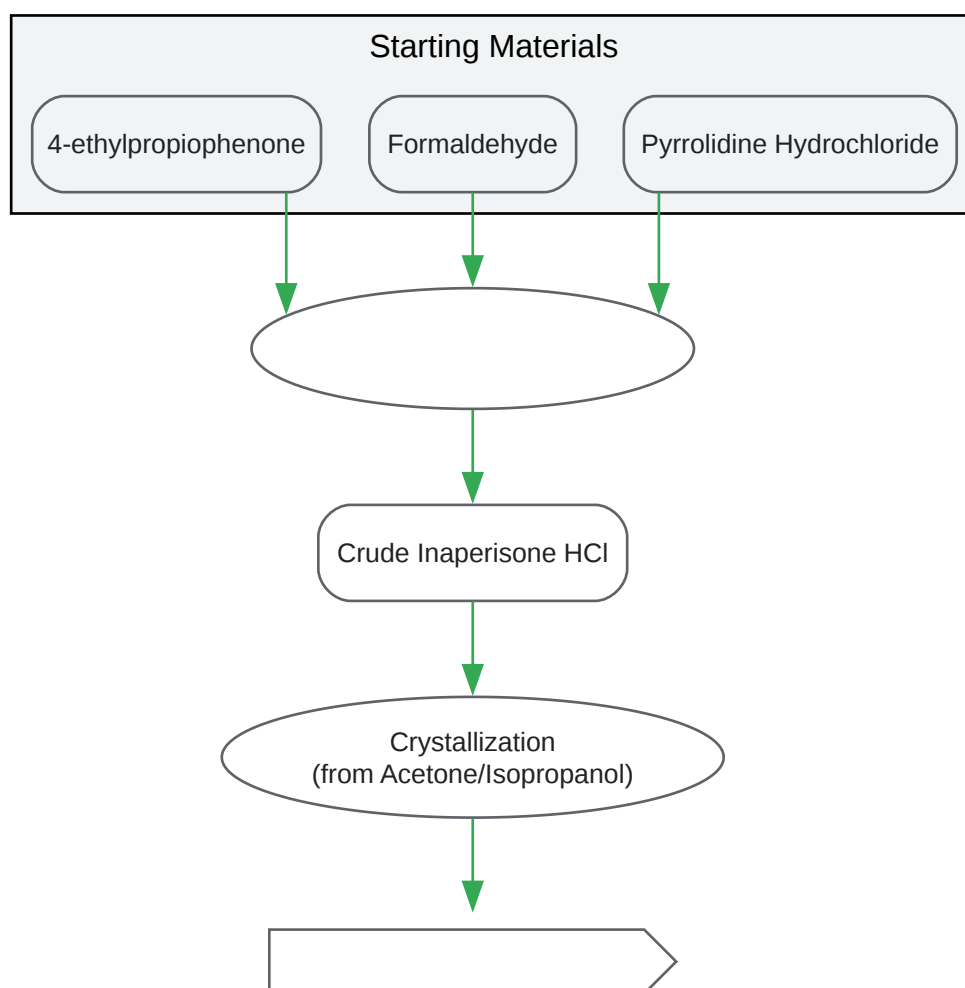 Starting Materials
4-ethylpropiophenone
Formaldehyde
Pyrrolidine Hydrochloride
Crude Inaperisone HCl
Crystallization
(from Acetone/Isopropanol)